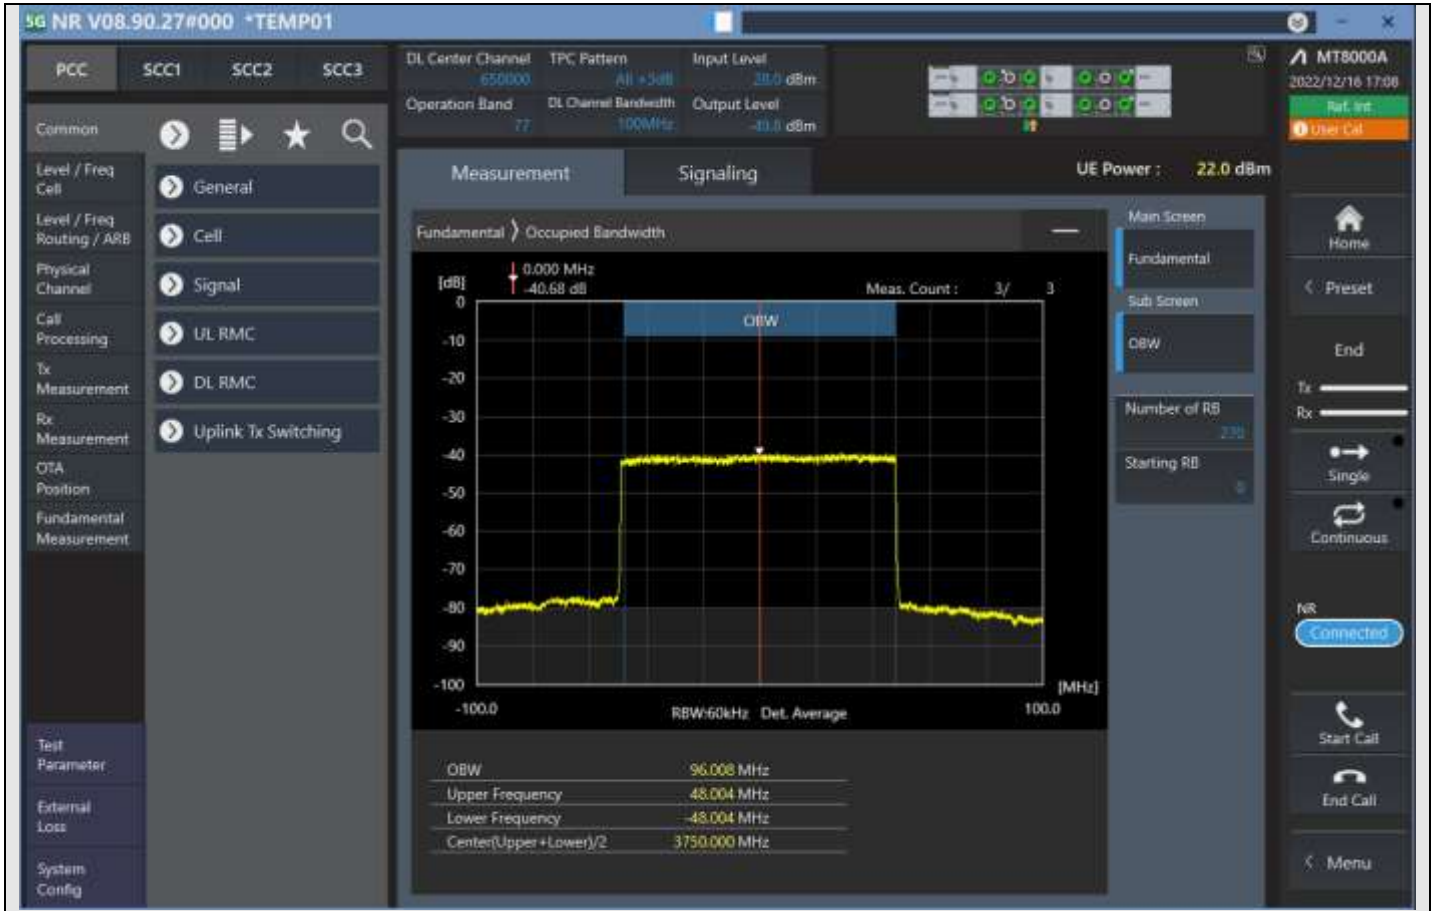 5G NR V08.90.27#000 *TEMP01
PCC SCC1 SCC2 SCC3
DL Center Channel TPC Pattern Input Level
650000 All +3dB 28.0 dBm
Operation Band DL Channel Bandwidth Output Level
77 100MHz dBm
MT8000A
2022/12/16 17:08
Ref. Int
User Cal
Common
Level / Freq
Cell
Level / Freq
Routing / ARB
Physical
Channel
Call
Processing
Tx
Measurement
Rx
Measurement
OTA
Position
Fundamental
Measurement
Test
Parameter
External
Loss
System
Config
General
Cell
Signal
UL RMC
DL RMC
Uplink Tx Switching
Measurement Signaling
UE Power : 22.0 dBm
Fundamental 〉 Occupied Bandwidth
0.000 MHz
-40.68 dB
Meas. Count : 3/ 3
[dB]
0
-10
-20
-30
-40
-50
-60
-70
-80
-90
-100
OBW
[MHz]
-100.0 100.0
RBW:60kHz Det. Average
OBW 96.008 MHz
Upper Frequency 48.004 MHz
Lower Frequency -48.004 MHz
Center(Upper+Lower)/2 3750.000 MHz
Main Screen
Fundamental
Sub Screen
OBW
Number of RB
Starting RB
0
Home
Preset
End
Tx
Rx
Single
Continuous
NR
Connected
Start Call
End Call
Menu